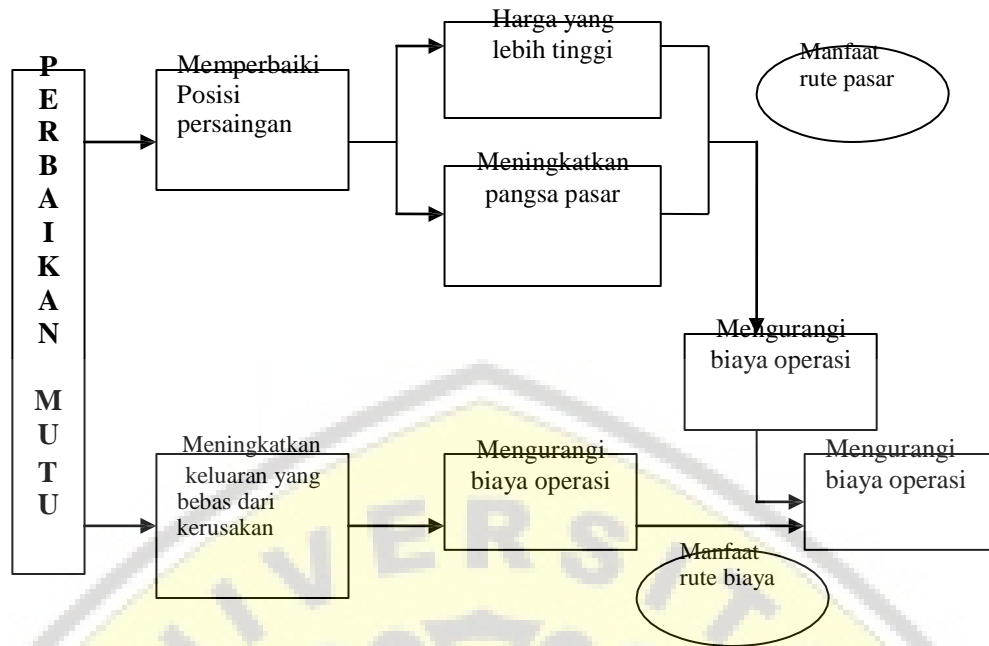 PERBAIKAN MUTU
Memperbaiki
Posisi
persaingan
Harga yang
lebih tinggi
Meningkatkan
pangsa pasar
Manfaat
rute pasar
Mengurangi
biaya operasi
Meningkatkan
keluaran yang
bebas dari
kerusakan
Mengurangi
biaya operasi
Mengurangi
biaya operasi
Manfaat
rute biaya
NIVERSIT